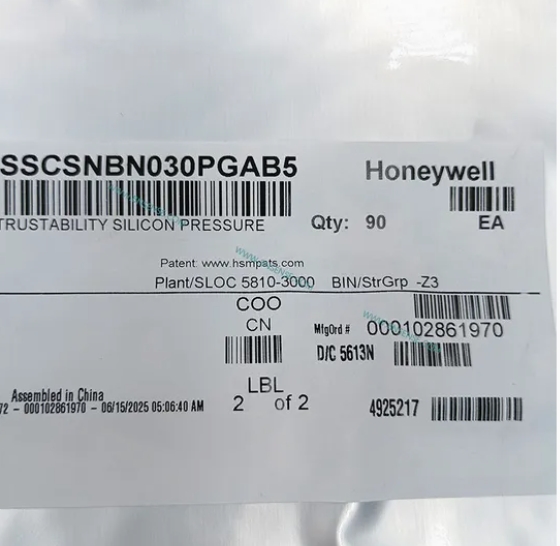 SSCSNBN030PGAB5
Honeywell
TRUSTABILITY SILICON PRESSURE
Qty: 90
EA
Patent: www.hsmpats.com
Plant/SLOC 5810-3000 BIN/StrGrp -Z3
COO
CN
MfgOrd # 000102861970
D/C 5613N
Assembled in China
72 - 000102861970 - 06/15/2025 05:06:40 AM
LBL
2 of 2
4925217